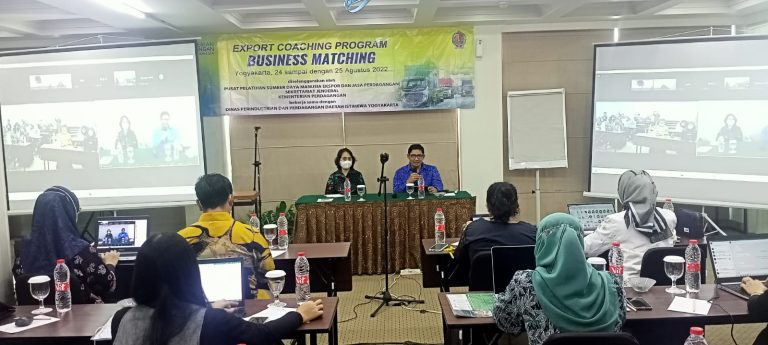 EXPORT COACHING PROGRAM
BUSINESS MATCHING
Yogyakarta, 24 sampai dengan 25 Agustus 2022
diselenggarakan oleh
PUSAT PELATIHAN SUMBER DAYA MANUSIA EKSPOR DAN JASA PERDAGANGAN
SEKRETARIAT JENDERAL
KEMENTERIAN PERDAGANGAN
bekerja sama dengan
DINAS PERINDUSTRIAN DAN PERDAGANGAN DAERAH ISTIMEWA YOGYAKARTA